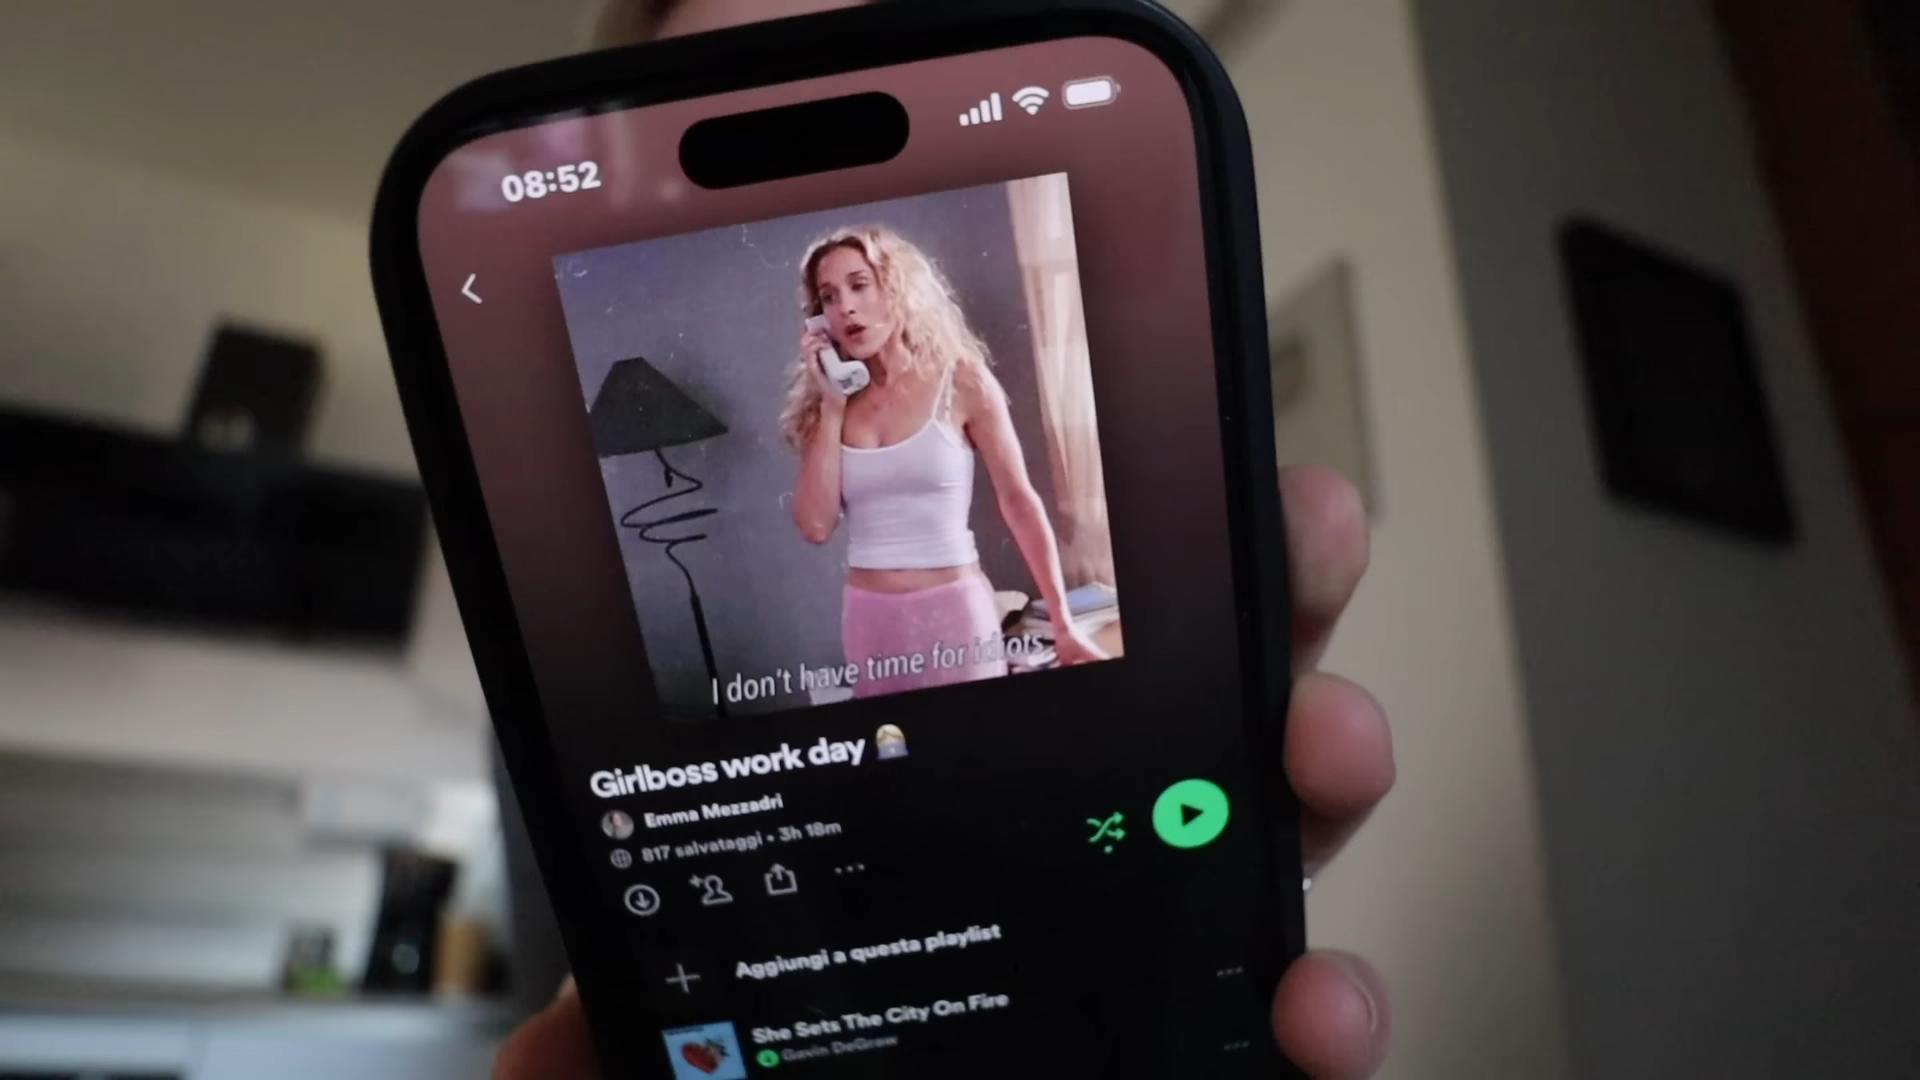 08:52
I don't have time for idiots
Girlboss work day
Emma Mezzadri
817 salvataggi • 3h 18m
Aggiungi a questa playlist
She Sets The City On Fire
Gavin DeGraw